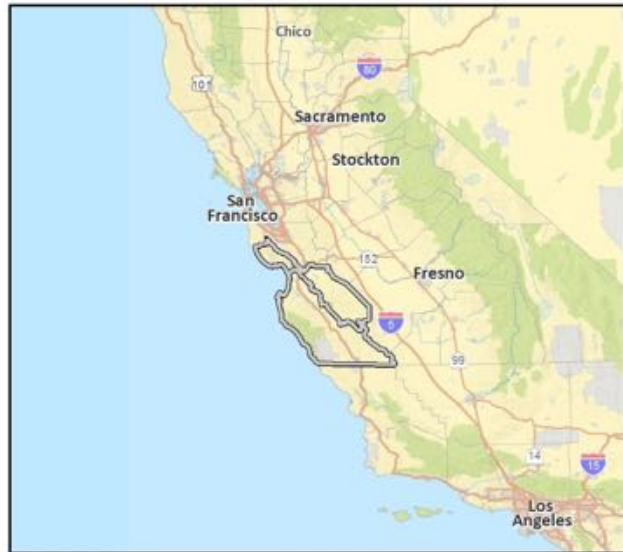 Chico
80
101
Sacramento
Stockton
San
Francisco
152
Fresno
5
99
14
15
Los
Angeles